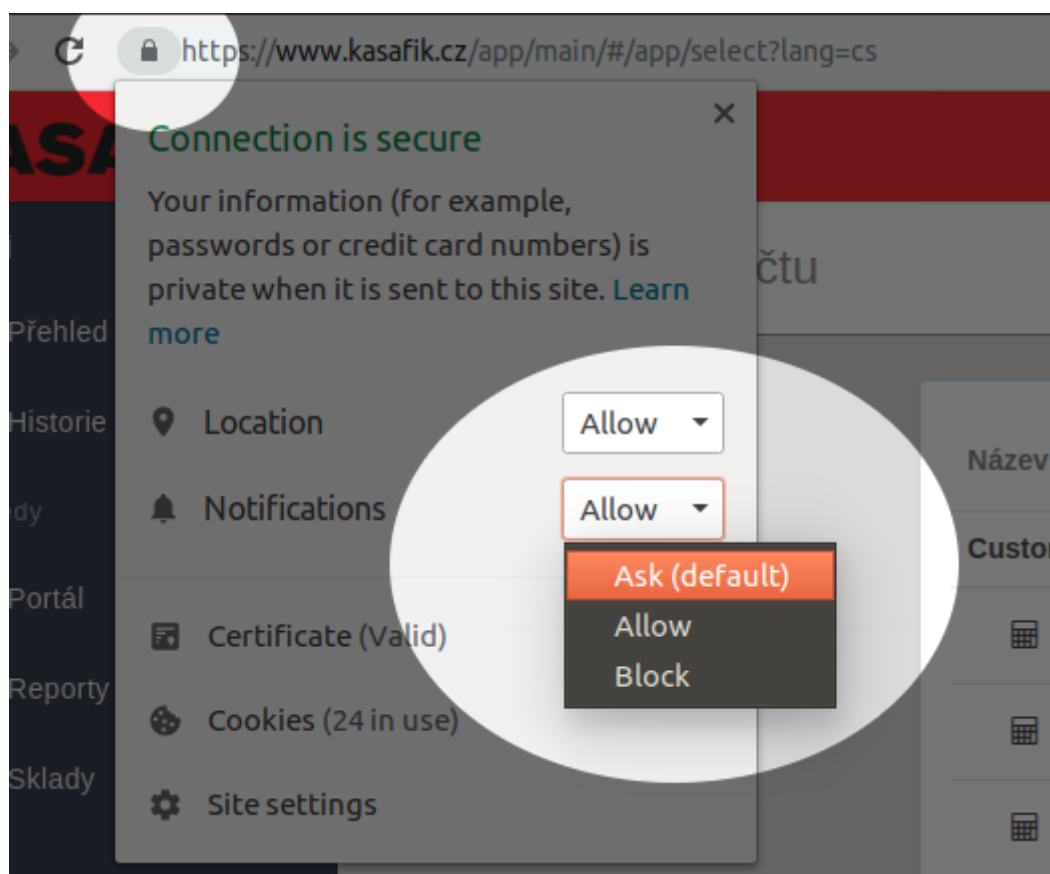 https://www.kasafik.cz/app/main/#/app/select?lang=cs
Connection is secure
Your information (for example,
passwords or credit card numbers) is
private when it is sent to this site. Learn
more
čtu
Přehled
Historie
Location
Allow
Název
Notifications
Allow
dy
Ask (default)
Allow
Block
Portál
Certificate (Valid)
Reporty
Cookies (24 in use)
Sklady
Site settings